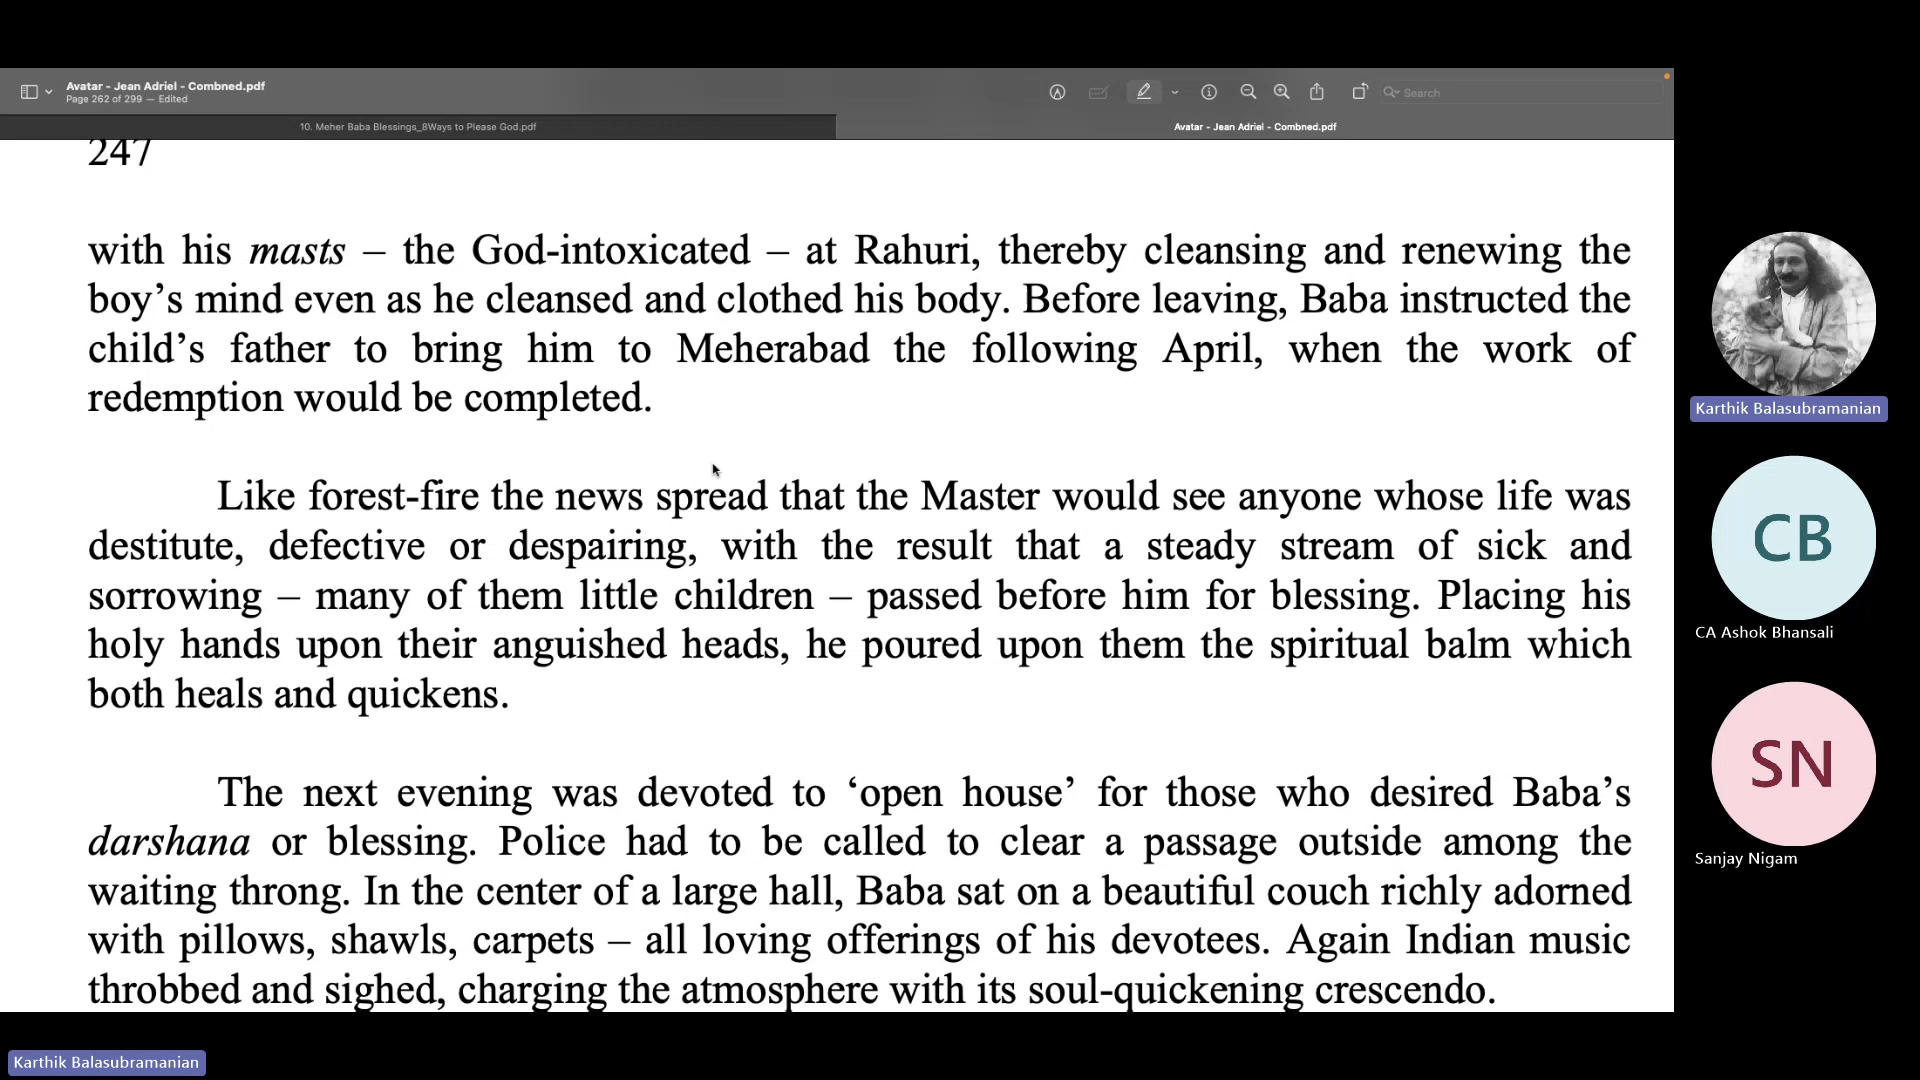 Avatar - Jean Adriel - Combned.pdf
Page 262 of 299 — Edited
Search
10. Meher Baba Blessings_8Ways to Please God.pdf
Avatar - Jean Adriel - Combned.pdf
247
with his masts – the God-intoxicated – at Rahuri, thereby cleansing and renewing the
boy’s mind even as he cleansed and clothed his body. Before leaving, Baba instructed the
child’s father to bring him to Meherabad the following April, when the work of
redemption would be completed.
Like forest-fire the news spread that the Master would see anyone whose life was
destitute, defective or despairing, with the result that a steady stream of sick and
sorrowing – many of them little children – passed before him for blessing. Placing his
holy hands upon their anguished heads, he poured upon them the spiritual balm which
both heals and quickens.
The next evening was devoted to ‘open house’ for those who desired Baba’s
darshana or blessing. Police had to be called to clear a passage outside among the
waiting throng. In the center of a large hall, Baba sat on a beautiful couch richly adorned
with pillows, shawls, carpets – all loving offerings of his devotees. Again Indian music
throbbed and sighed, charging the atmosphere with its soul-quickening crescendo.
Karthik Balasubramanian
CB
CA Ashok Bhansali
SN
Sanjay Nigam
Karthik Balasubramanian